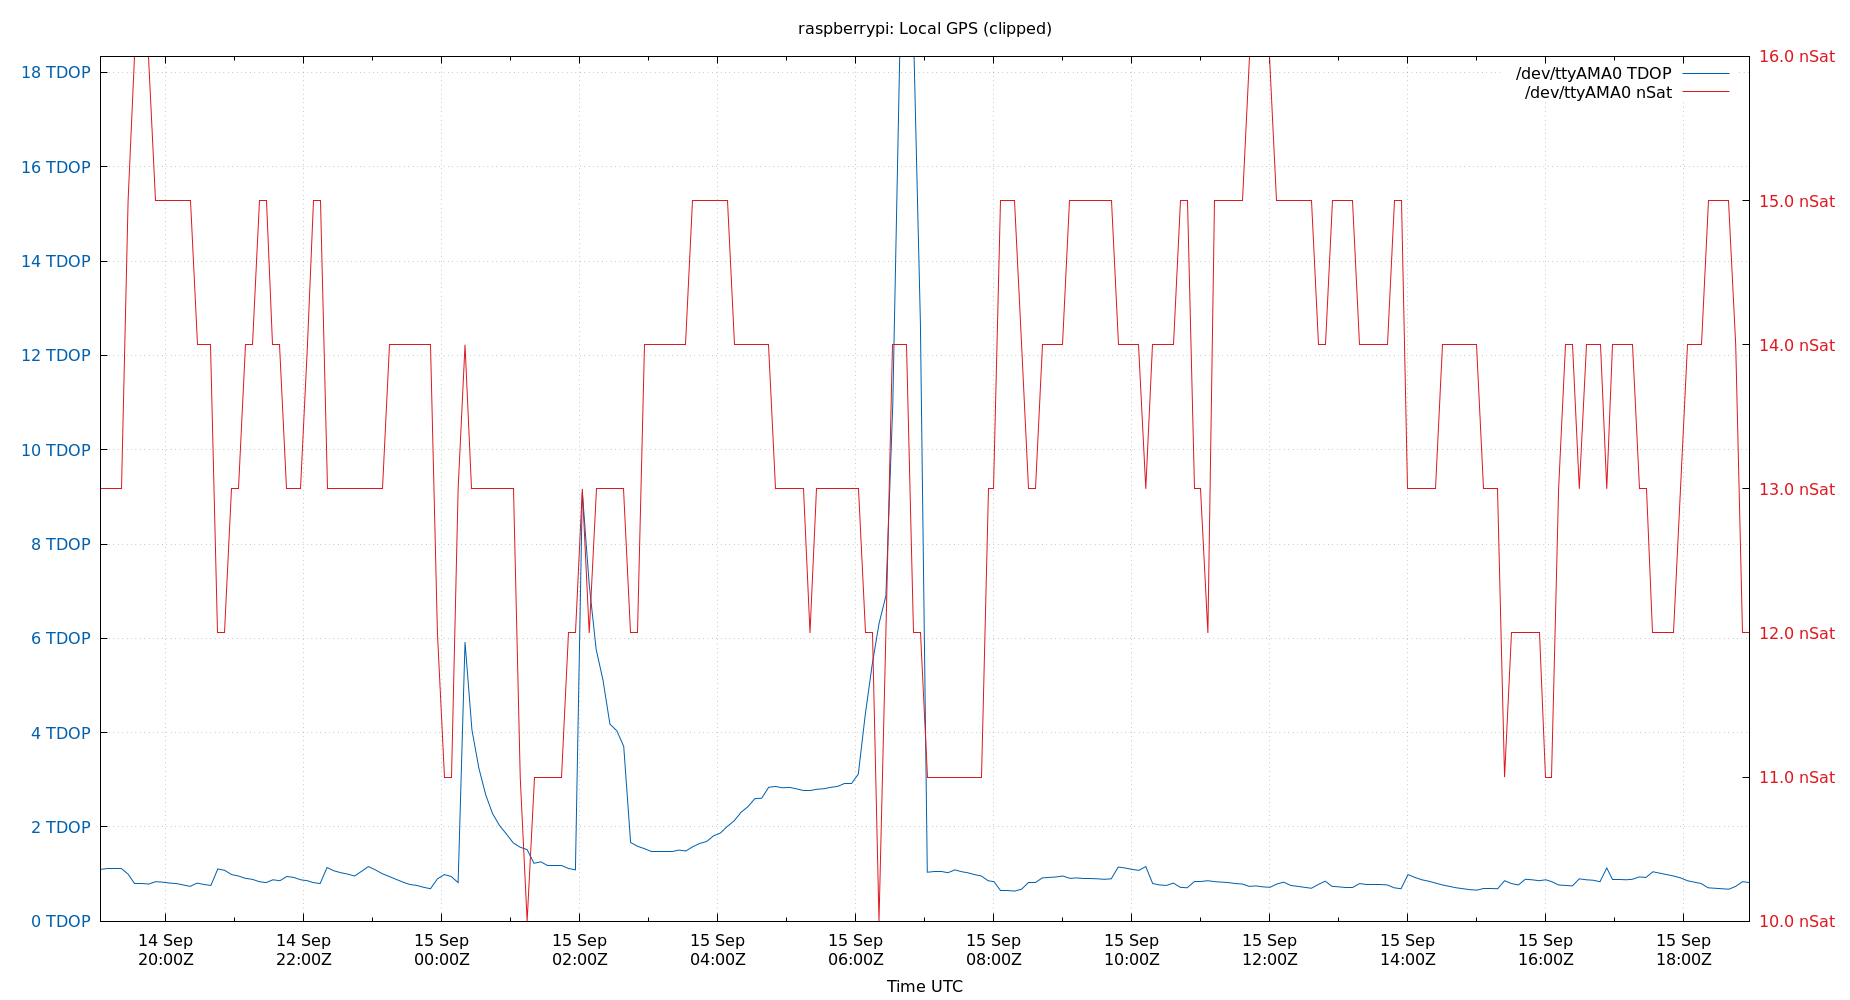 raspberrypi: Local GPS (clipped)
/dev/ttyAMA0 TDOP
/dev/ttyAMA0 nSat
18 TDOP
16 TDOP
14 TDOP
12 TDOP
10 TDOP
8 TDOP
6 TDOP
4 TDOP
2 TDOP
0 TDOP
16.0 nSat
15.0 nSat
14.0 nSat
13.0 nSat
12.0 nSat
11.0 nSat
10.0 nSat
14 Sep
20:00Z
14 Sep
22:00Z
15 Sep
00:00Z
15 Sep
02:00Z
15 Sep
04:00Z
15 Sep
06:00Z
15 Sep
08:00Z
15 Sep
10:00Z
15 Sep
12:00Z
15 Sep
14:00Z
15 Sep
16:00Z
15 Sep
18:00Z
Time UTC